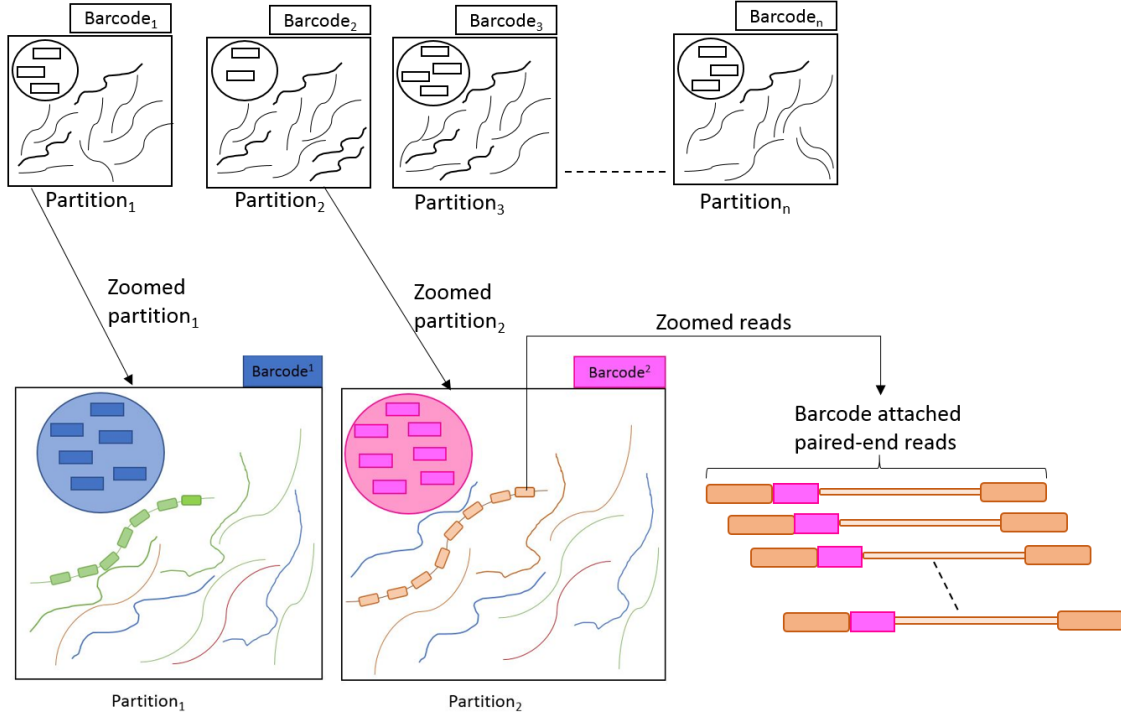 Barcode₁
Barcode₂
Barcode₃
Barcodeₙ
Partition₁
Partition₂
Partition₃
Partitionₙ
Zoomed
partition₁
Zoomed
partition₂
Zoomed reads
Barcode¹
Barcode²
Barcode attached
paired-end reads
Partition₁
Partition₂